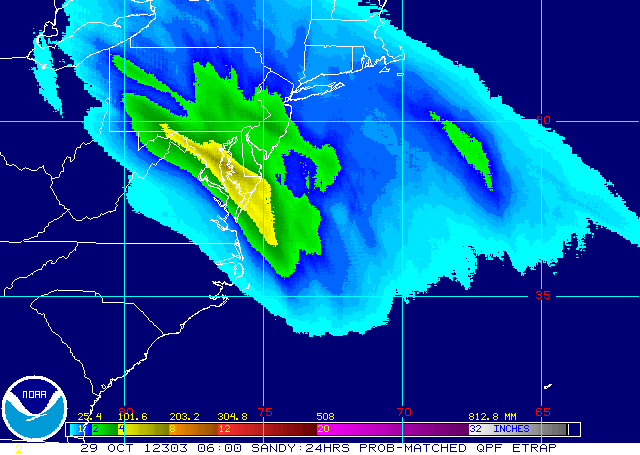 NOAA
40
35
80 75 70 65
25.4 101.6 203.2 304.8 508 812.8 MM
1 2 4 8 12 20 32 INCHES
29 OCT 12303 06:00 SANDY:24HRS PROB-MATCHED QPF ETRAP